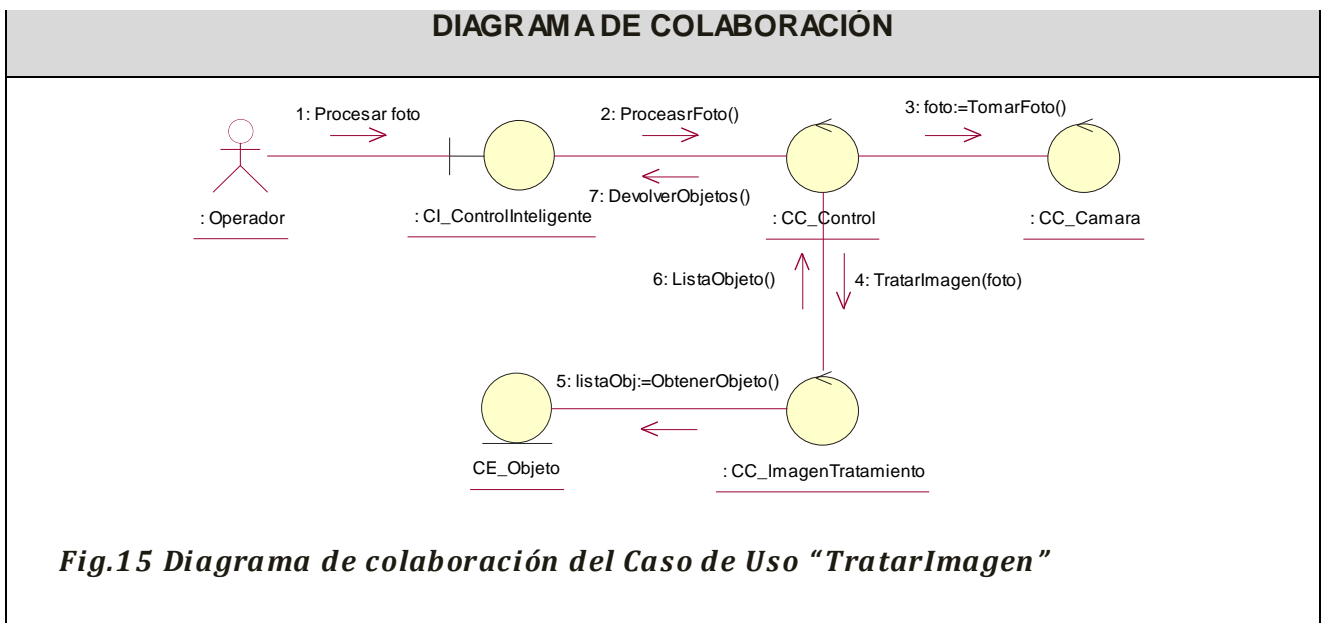 DIAGRAMA DE COLABORACIÓN
1: Procesar foto
2: ProceasrFoto()
3: foto:=TomarFoto()
7: DevolverObjetos()
: Operador
: CI_ControlInteligente
: CC_Control
: CC_Camara
6: ListaObjeto()
4: TratarImagen(foto)
5: listaObj:=ObtenerObjeto()
CE_Objeto
: CC_ImagenTratamiento
Fig.15 Diagrama de colaboración del Caso de Uso “TratarImagen”